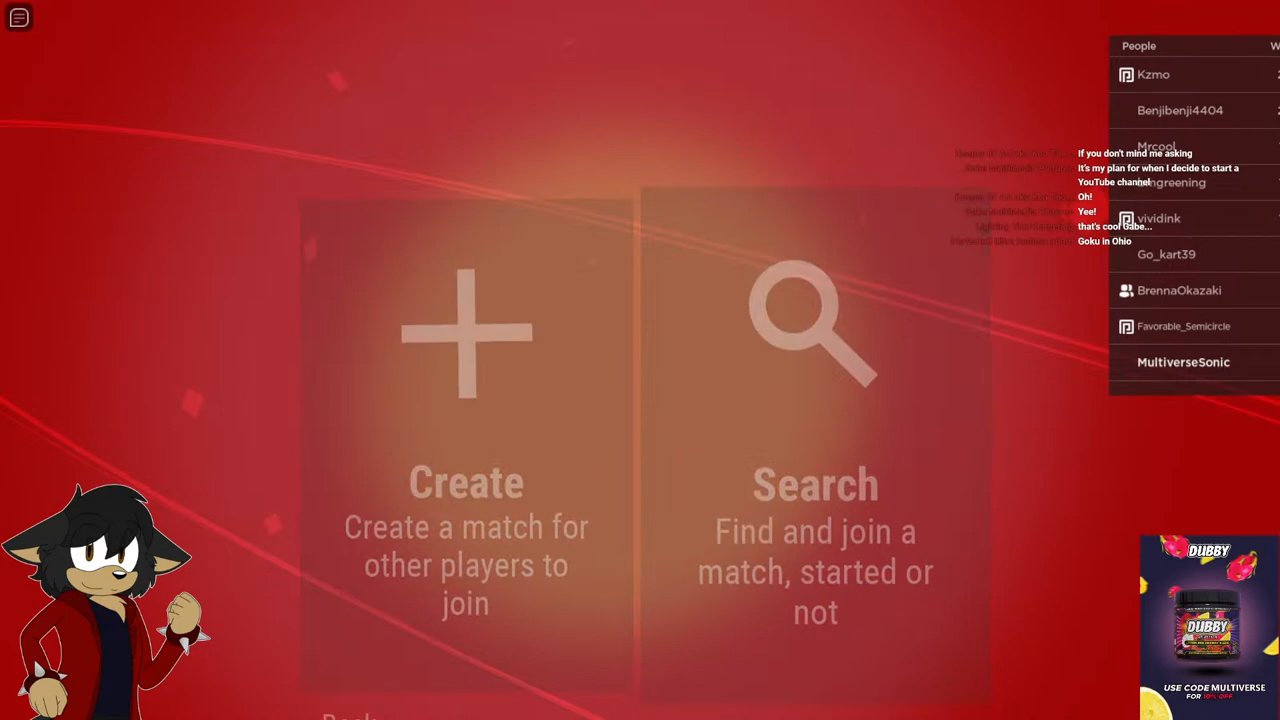 People
W
Kzmo
Benjibenji4404
Mrcool
If you don't mind me asking
It's my plan for when I decide to start a
YouTube channel
Oh!
Yee!
vividink
that's cool Gabe...
Goku in Ohio
Go_kart39
BrennaOkazaki
Favorable_Semicircle
MultiverseSonic
Create
Create a match for
other players to
join
Search
Find and join a
match, started or
not
DUBBY
DUBBY
USE CODE MULTIVERSE
FOR 10% OFF